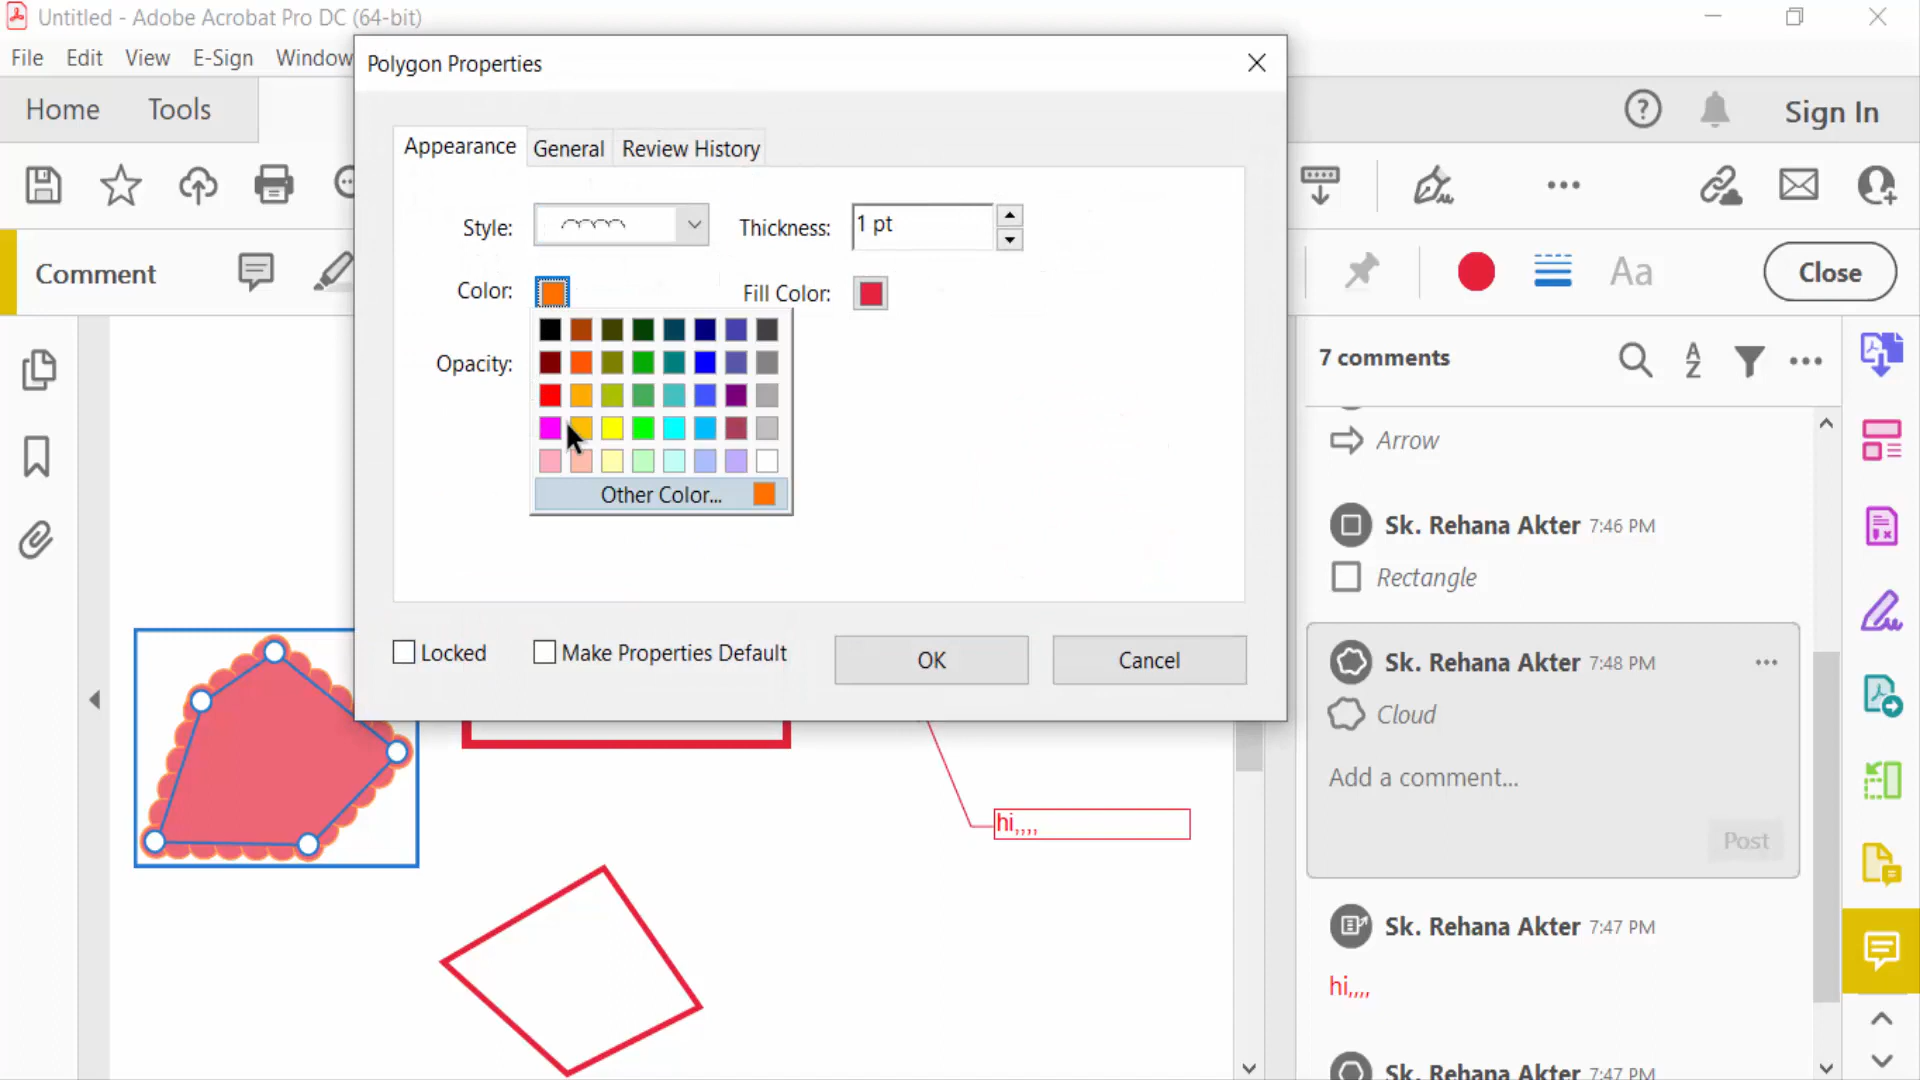 Untitled - Adobe Acrobat Pro DC (64-bit)
File Edit View E-Sign Window
Polygon Properties
Home Tools
Sign In
Appearance General Review History
Style: Thickness: 1 pt
Color: Fill Color:
Comment
Aa
Close
Opacity:
Other Color...
7 comments
A
Z
Arrow
Sk. Rehana Akter 7:46 PM
Rectangle
Locked Make Properties Default OK Cancel
Sk. Rehana Akter 7:48 PM
Cloud
Add a comment...
Post
hi,,,,
Sk. Rehana Akter 7:47 PM
hi,,,,
Sk. Rehana Akter 7:47 PM